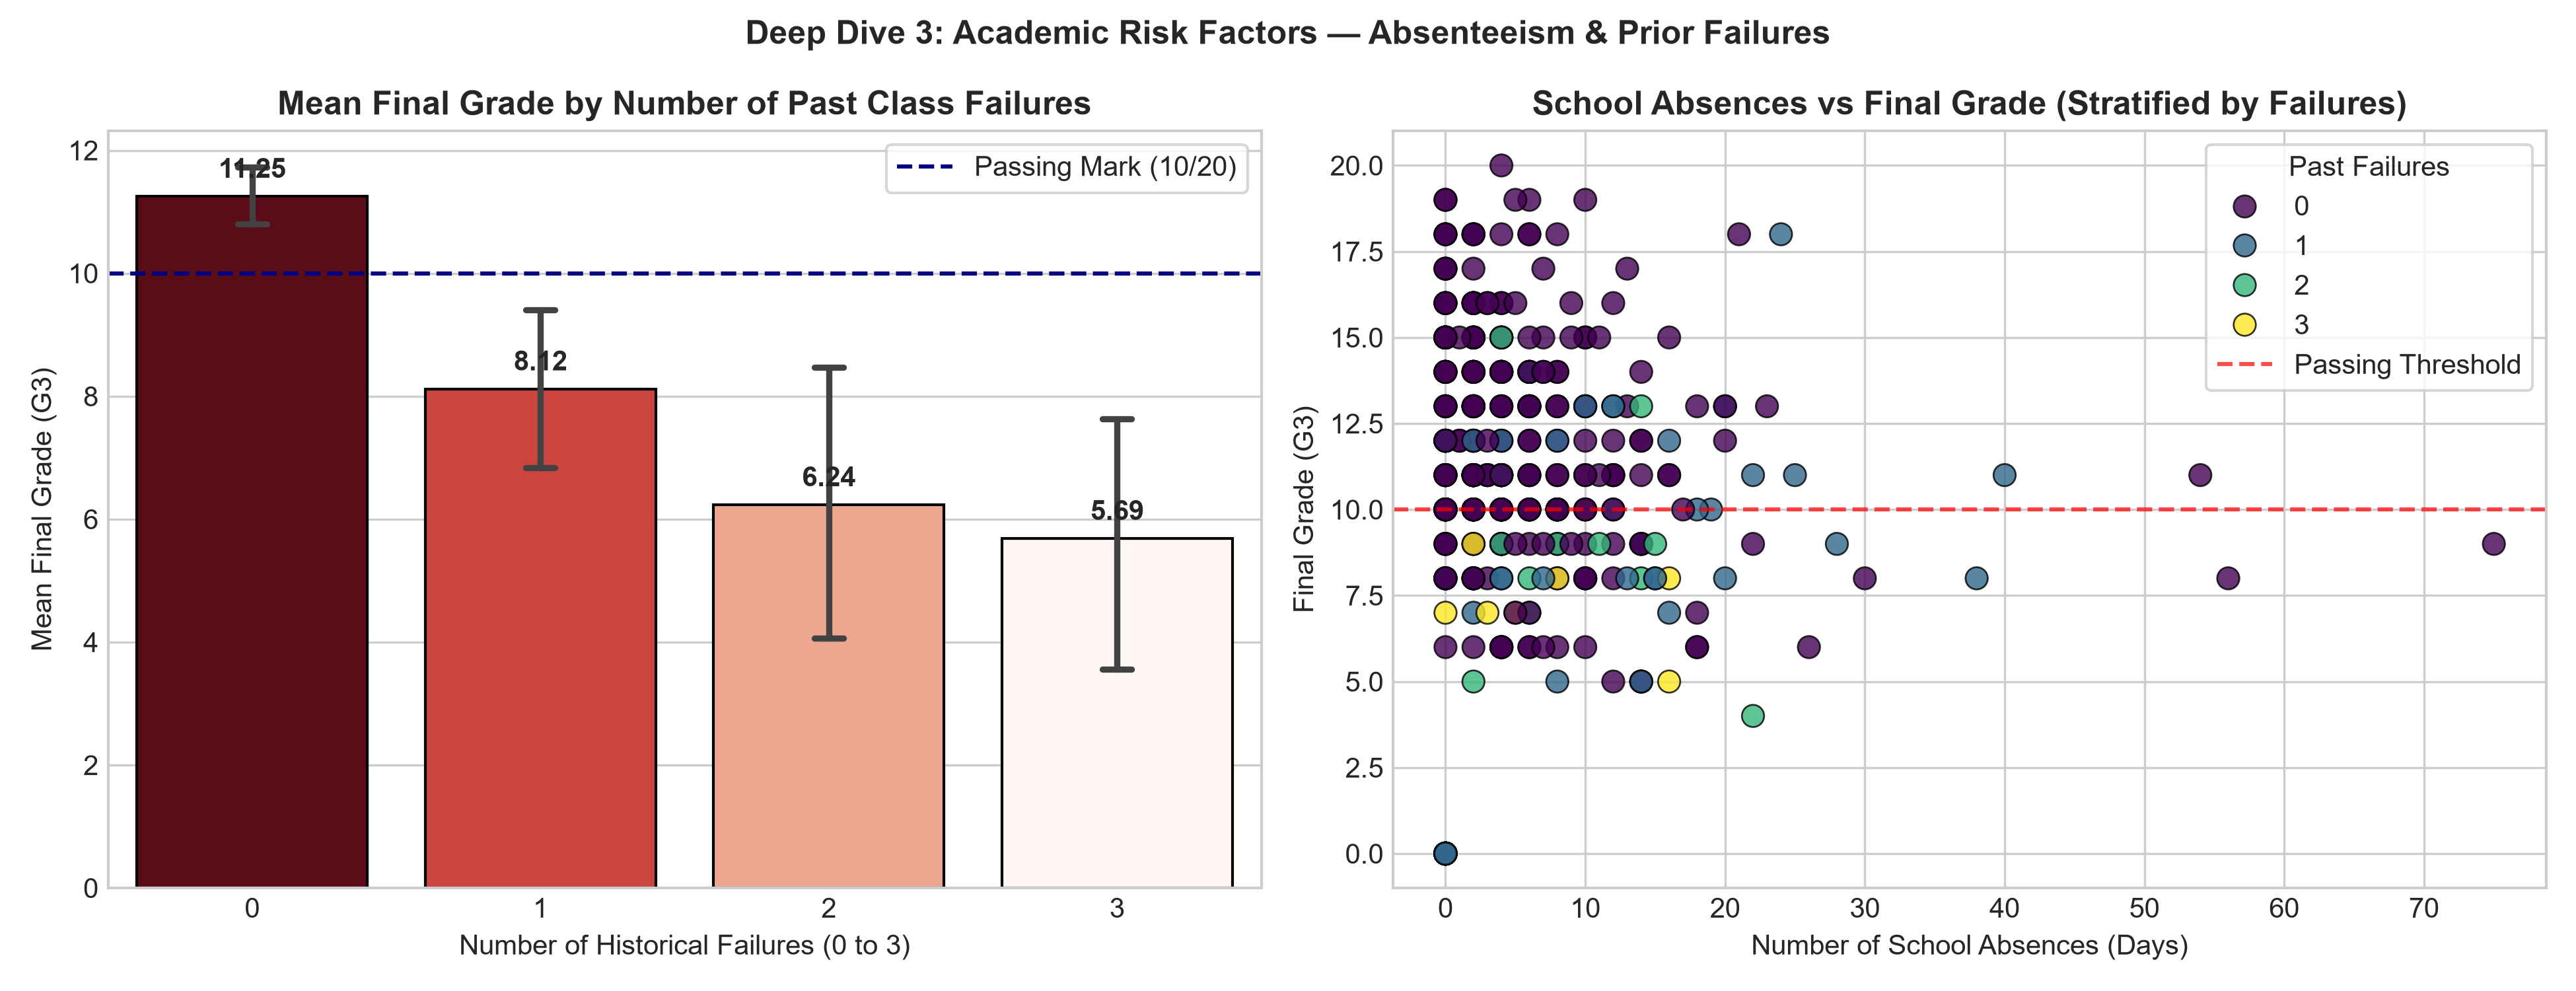 Deep Dive 3: Academic Risk Factors — Absenteeism & Prior Failures
Mean Final Grade by Number of Past Class Failures
Mean Final Grade (G3)
12
10
8
6
4
2
0
11.25
8.12
6.24
5.69
Passing Mark (10/20)
0 1 2 3
Number of Historical Failures (0 to 3)
School Absences vs Final Grade (Stratified by Failures)
Final Grade (G3)
20.0
17.5
15.0
12.5
10.0
7.5
5.0
2.5
0.0
Past Failures
0
1
2
3
Passing Threshold
0 10 20 30 40 50 60 70
Number of School Absences (Days)